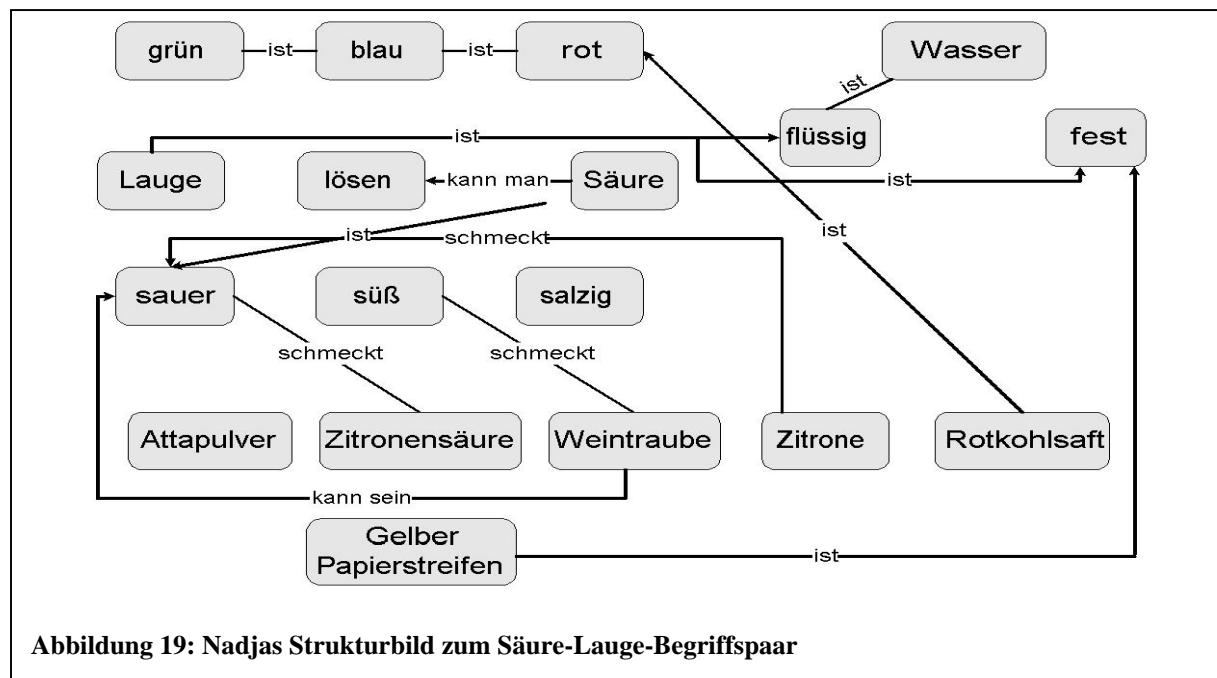 grün ist blau ist rot Wasser
ist
ist flüssig fest
Lauge lösen kann man Säure ist
ist schmeckt ist
sauer süß salzig
schmeckt schmeckt
Attapulver Zitronensäure Weintraube Zitrone Rotkohlsaft
kann sein
Gelber
Papierstreifen ist
Abbildung 19: Nadjas Strukturbild zum Säure-Lauge-Begriffspaar